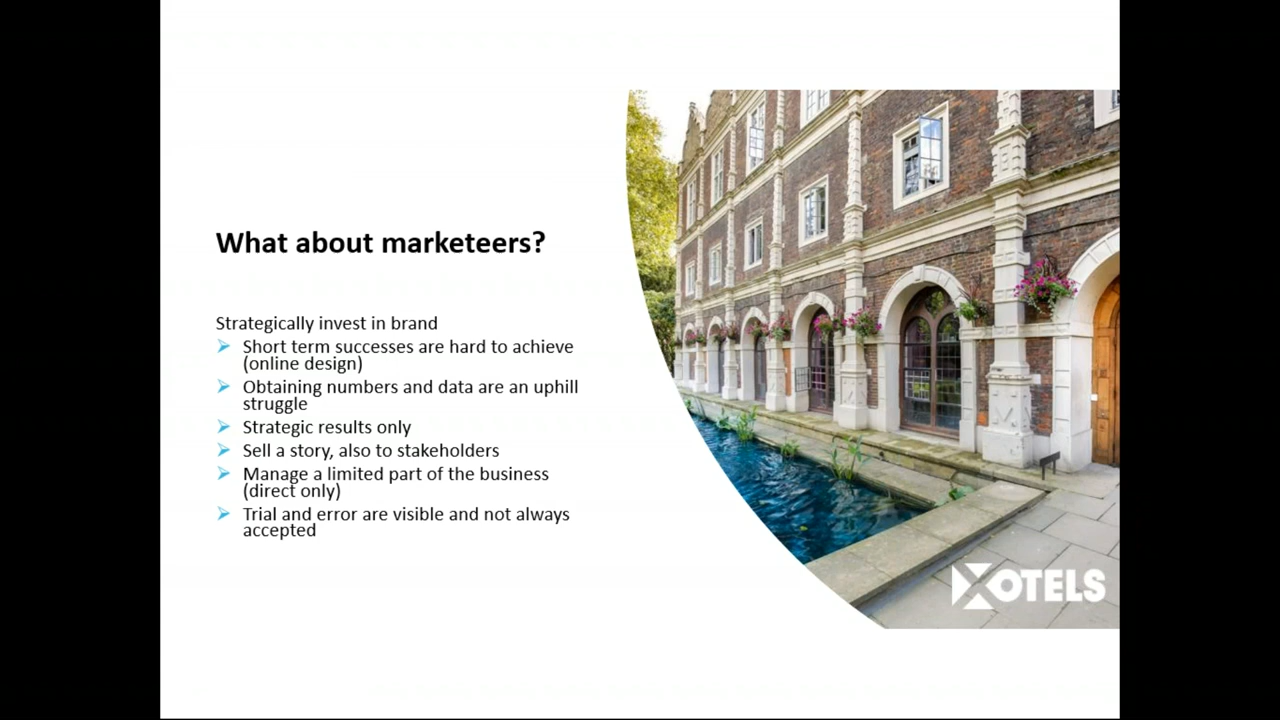 What about marketeers?
Strategically invest in brand
Short term successes are hard to achieve
(online design)
Obtaining numbers and data are an uphill
struggle
Strategic results only
Sell a story, also to stakeholders
Manage a limited part of the business
(direct only)
Trial and error are visible and not always
accepted
XOTELS